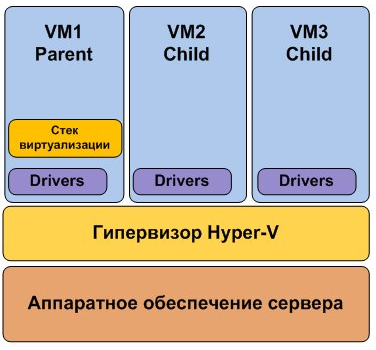 VM1
Parent
VM2
Child
VM3
Child
Стек
виртуализации
Drivers
Drivers
Drivers
Гипервизор Hyper-V
Аппаратное обеспечение сервера